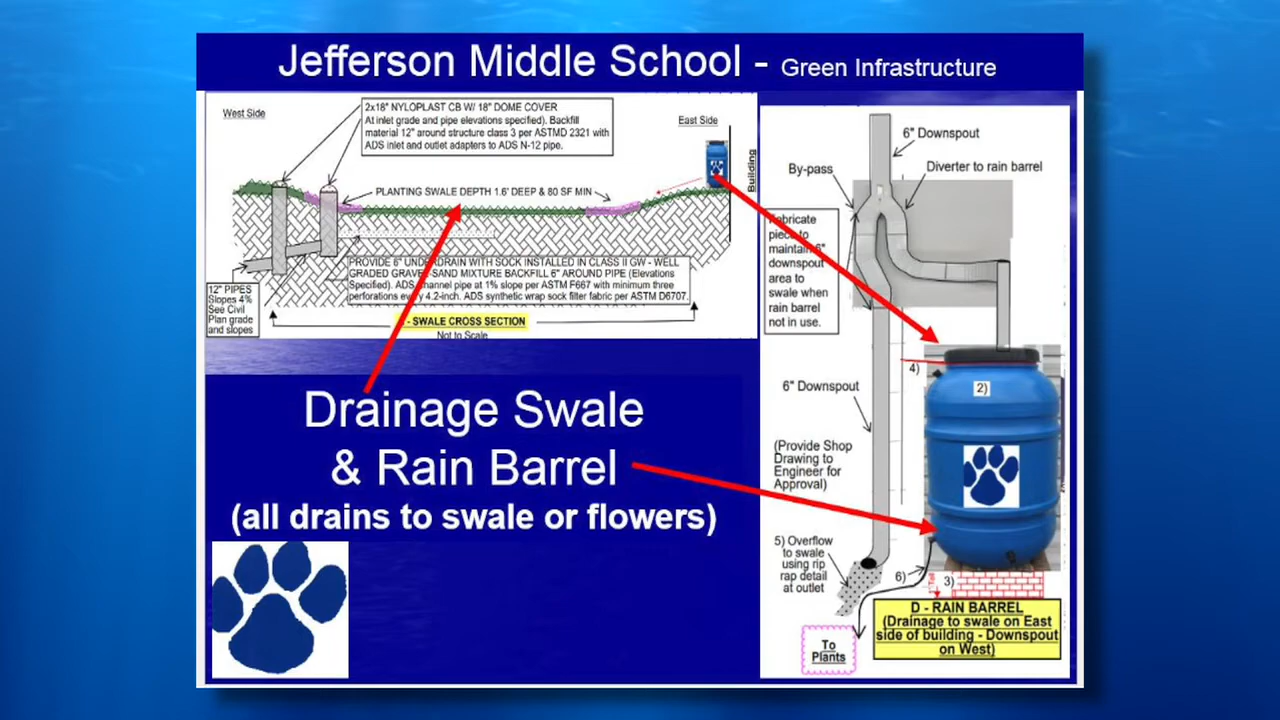 Jefferson Middle School - Green Infrastructure
West Side
2x18" NYLOPLAST CB W/ 18" DOME COVER
At inlet grade and pipe elevations specified). Backfill
material 12" around structure class 3 per ASTMD 2321 with
ADS inlet and outlet adapters to ADS N-12 pipe.
East Side
Building
PLANTING SWALE DEPTH 1.6' DEEP & 80 SF MIN
PROVIDE 6" UNDERDRAIN WITH SOCK INSTALLED IN CLASS II GW - WELL
GRADED GRAVEL SAND MIXTURE BACKFILL 6" AROUND PIPE (Elevations
Specified). ADS channel pipe at 1% slope per ASTM F667 with minimum three
perforations every 4.2-inch. ADS synthetic wrap sock filter fabric per ASTM D6707.
12" PIPES
Slopes 4%
See Civil
Plan grade
and slopes
- SWALE CROSS SECTION
Not to Scale
Drainage Swale
& Rain Barrel
(all drains to swale or flowers)
6" Downspout
By-pass
Diverter to rain barrel
Fabricate
piece to
maintain 6"
downspout
area to
swale when
rain barrel
not in use.
4)
2)
6" Downspout
(Provide Shop
Drawing to
Engineer for
Approval)
5) Overflow
to swale
using rip
rap detail
at outlet
6)
3)
D - RAIN BARREL
(Drainage to swale on East
side of building - Downspout
on West)
To
Plants